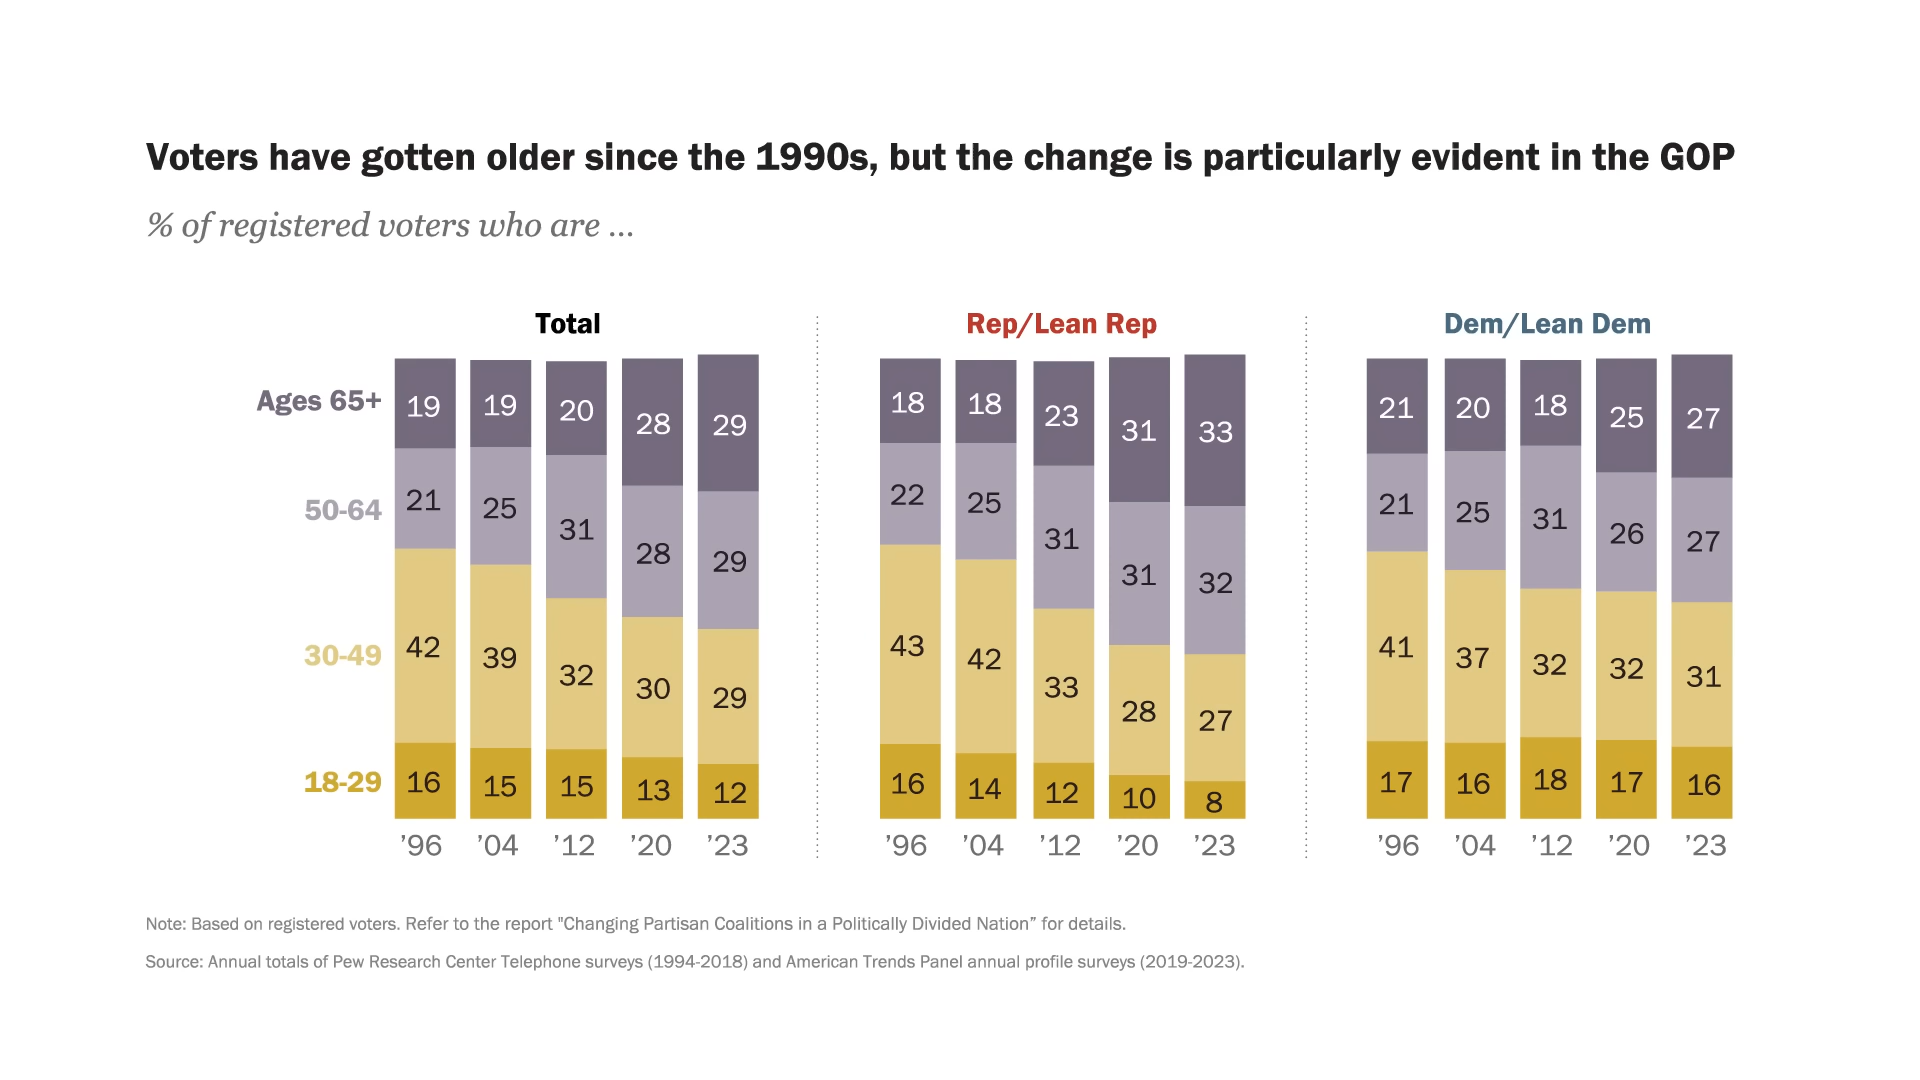 Voters have gotten older since the 1990s, but the change is particularly evident in the GOP
% of registered voters who are ...
Total
Ages 65+ 19 19 20 28 29
50-64 21 25 31 28 29
30-49 42 39 32 30 29
18-29 16 15 15 13 12
’96 ’04 ’12 ’20 ’23
Rep/Lean Rep
18 18 23 31 33
22 25 31 31 32
43 42 33 28 27
16 14 12 10 8
’96 ’04 ’12 ’20 ’23
Dem/Lean Dem
21 20 18 25 27
21 25 31 26 27
41 37 32 32 31
17 16 18 17 16
’96 ’04 ’12 ’20 ’23
Note: Based on registered voters. Refer to the report "Changing Partisan Coalitions in a Politically Divided Nation” for details.
Source: Annual totals of Pew Research Center Telephone surveys (1994-2018) and American Trends Panel annual profile surveys (2019-2023).